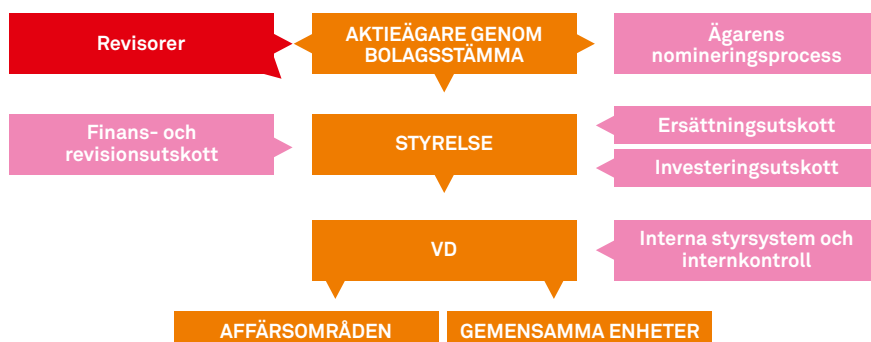 Revisorer
AKTIEÄGARE GENOM
BOLAGSSTÄMMA
Ägarens
nomineringsprocess
Finans- och
revisionsutskott
STYRELSE
Ersättningsutskott
Investeringsutskott
VD
Interna styrsystem och
internkontroll
AFFÄRSOMRÅDEN
GEMENSAMMA ENHETER